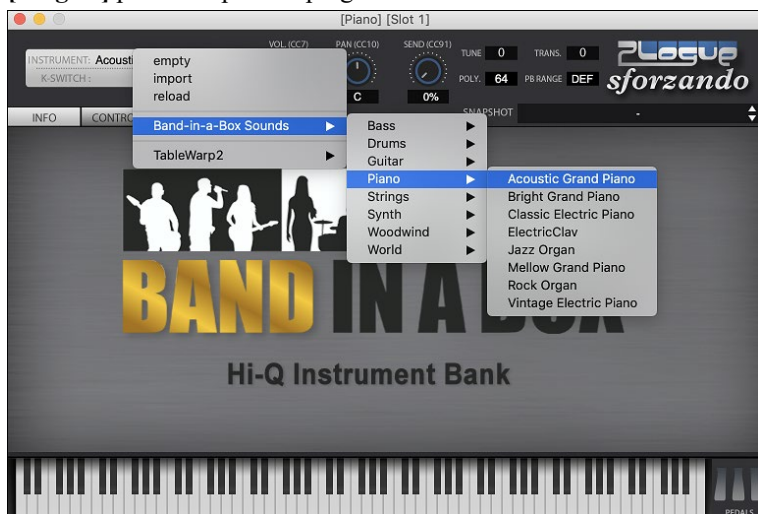 [Piano] [Slot 1]
INSTRUMENT: Acousti
K-SWITCH :
VOL. (CC7)
PAN (CC10)
C
SEND (CC91)
0%
TUNE 0
TRANS. 0
POLY. 64
PB RANGE DEF
PLOGUE
sforzando
INFO
CONTRO
SNAPSHOT
-
empty
import
reload
Band-in-a-Box Sounds
TableWarp2
Bass
Drums
Guitar
Piano
Strings
Synth
Woodwind
World
Acoustic Grand Piano
Bright Grand Piano
Classic Electric Piano
ElectricClav
Jazz Organ
Mellow Grand Piano
Rock Organ
Vintage Electric Piano
BAND IN A BOX
Hi-Q Instrument Bank
PEDALS